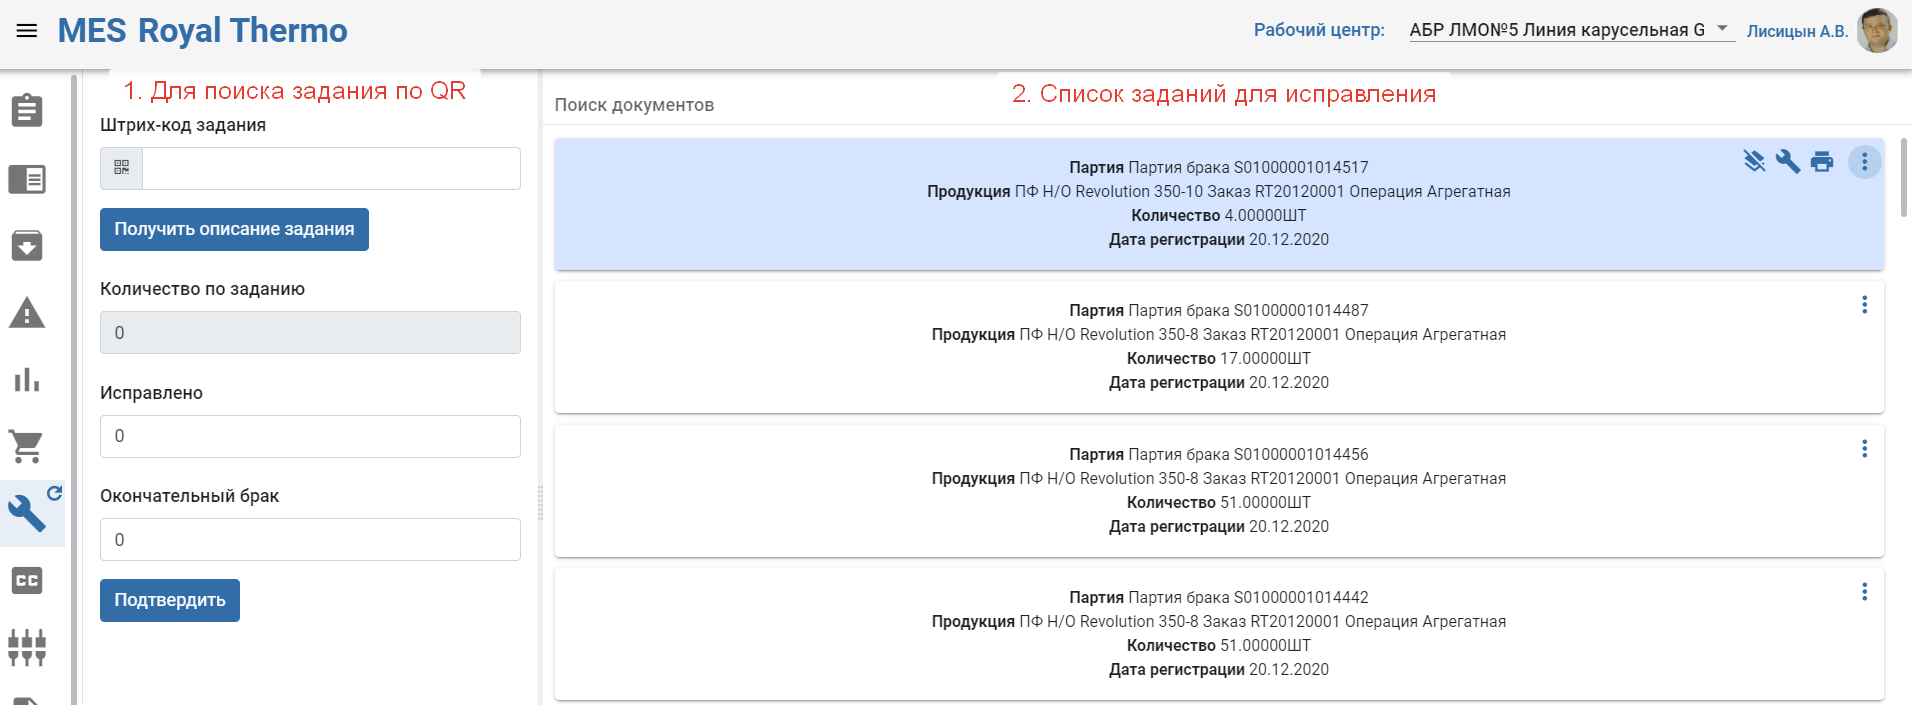 MES Royal Thermo
Рабочий центр: АБР ЛМО№5 Линия карусельная G Лисицын А.В.
1. Для поиска задания по QR
Штрих-код задания
Получить описание задания
Количество по заданию
0
Исправлено
0
Окончательный брак
0
Подтвердить
CC
2. Список заданий для исправления
Поиск документов
Партия Партия брака S01000001014517
Продукция ПФ Н/О Revolution 350-10 Заказ RT20120001 Операция Агрегатная
Количество 4.00000ШТ
Дата регистрации 20.12.2020
Партия Партия брака S01000001014487
Продукция ПФ Н/О Revolution 350-8 Заказ RT20120001 Операция Агрегатная
Количество 17.00000ШТ
Дата регистрации 20.12.2020
Партия Партия брака S01000001014456
Продукция ПФ Н/О Revolution 350-8 Заказ RT20120001 Операция Агрегатная
Количество 51.00000ШТ
Дата регистрации 20.12.2020
Партия Партия брака S01000001014442
Продукция ПФ Н/О Revolution 350-8 Заказ RT20120001 Операция Агрегатная
Количество 51.00000ШТ
Дата регистрации 20.12.2020